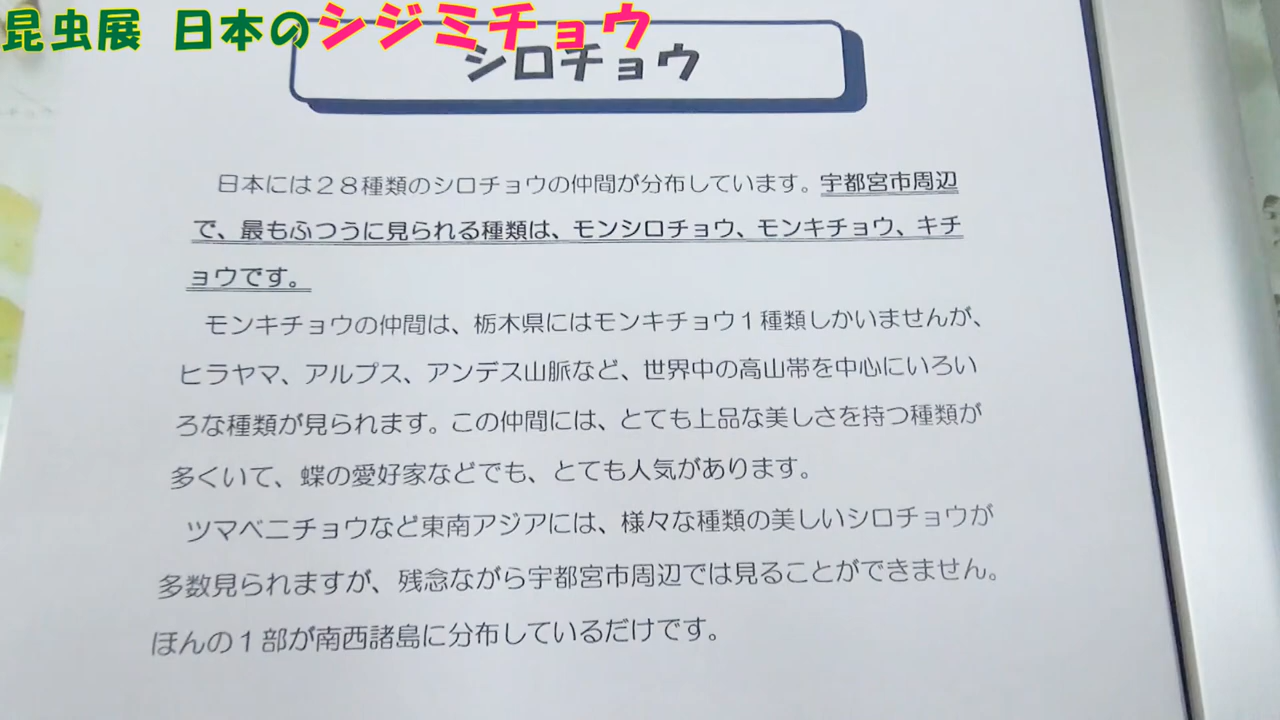 昆虫展 日本のシジミチョウ
シロチョウ
日本には２８種類のシロチョウの仲間が分布しています。宇都宮市周辺
で、最もふつうに見られる種類は、モンシロチョウ、モンキチョウ、キチ
ョウです。
モンキチョウの仲間は、栃木県にはモンキチョウ１種類しかいませんが、
ヒラヤマ、アルプス、アンデス山脈など、世界中の高山帯を中心にいろい
ろな種類が見られます。この仲間には、とても上品な美しさを持つ種類が
多くいて、蝶の愛好家などでも、とても人気があります。
ツマベニチョウなど東南アジアには、様々な種類の美しいシロチョウが
多数見られますが、残念ながら宇都宮市周辺では見ることができません。
ほんの１部が南西諸島に分布しているだけです。